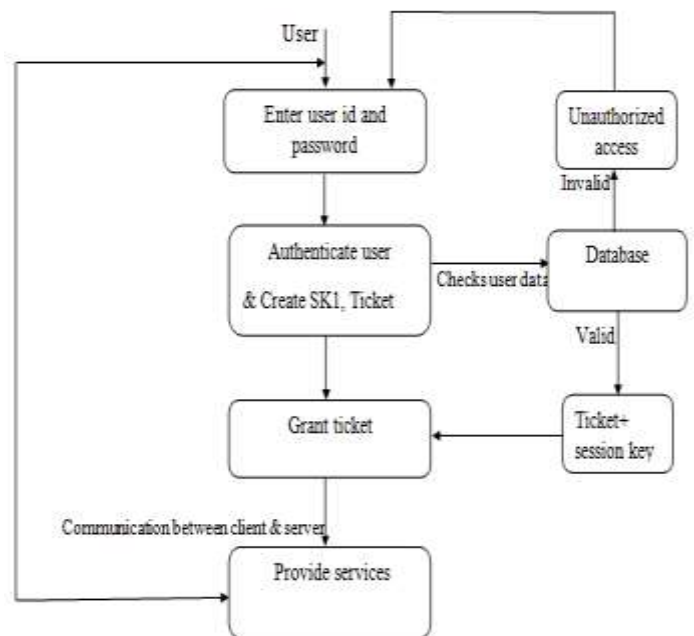 User
Enter user id and
password
Unauthorized
access
Invalid
Authenticate user
& Create SK1, Ticket
Checks user data
Database
Valid
Grant ticket
Ticket+
session key
Communication between client & server
Provide services